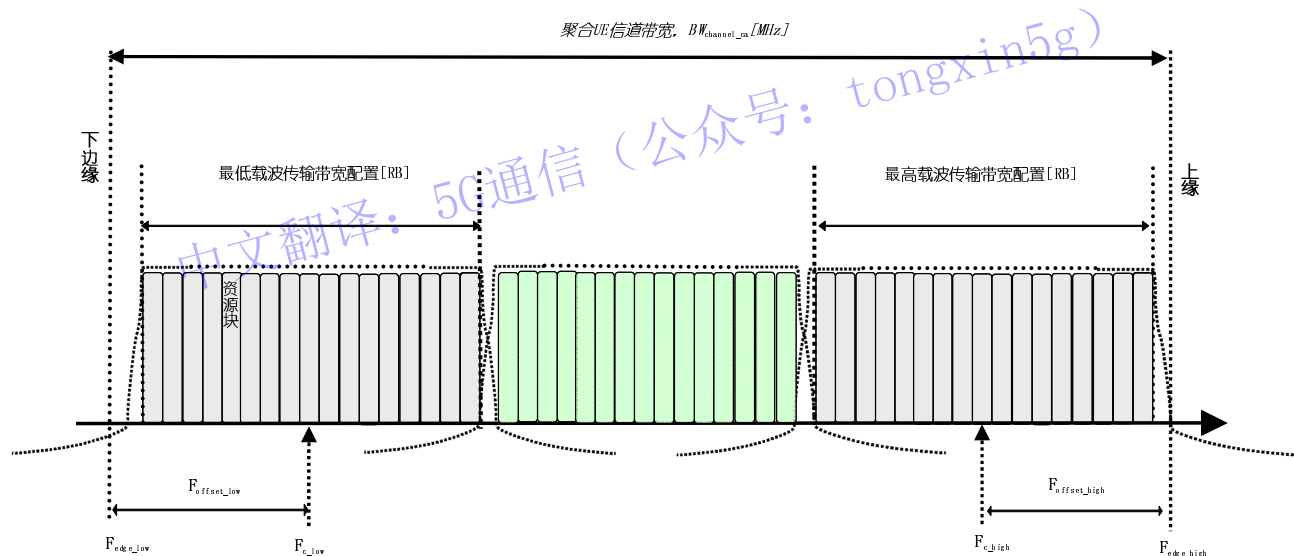 聚合UE信道带宽. BWchannel_ca[MHz]
中文翻译：5G通信（公众号：tongxin5g）
下边缘
最低载波传输带宽配置[RB]
最高载波传输带宽配置[RB]
上缘
资源块
Foffset_low
Foffset_high
Fedge_low
Fc_low
Fc_high
Fedge_high